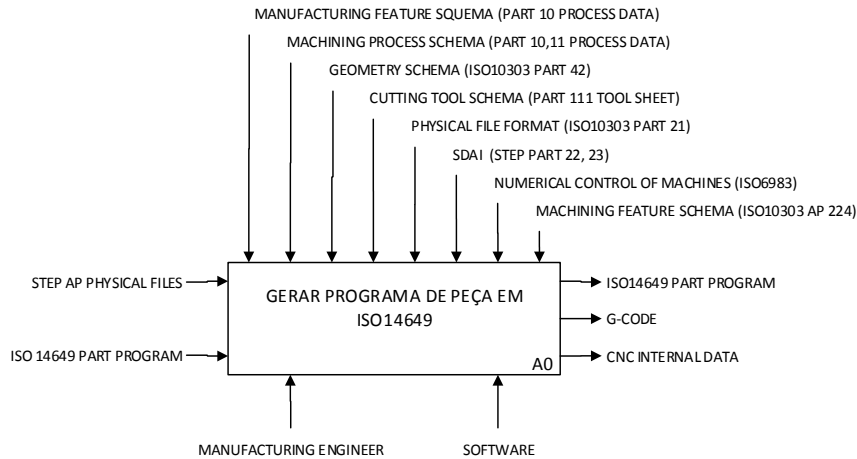 MANUFACTURING FEATURE SQUEMA (PART 10 PROCESS DATA)
MACHINING PROCESS SCHEMA (PART 10,11 PROCESS DATA)
GEOMETRY SCHEMA (ISO10303 PART 42)
CUTTING TOOL SCHEMA (PART 111 TOOL SHEET)
PHYSICAL FILE FORMAT (ISO10303 PART 21)
SDAI (STEP PART 22, 23)
NUMERICAL CONTROL OF MACHINES (ISO6983)
MACHINING FEATURE SCHEMA (ISO10303 AP 224)
STEP AP PHYSICAL FILES
ISO 14649 PART PROGRAM
GERAR PROGRAMA DE PEÇA EM
ISO14649
A0
ISO14649 PART PROGRAM
G-CODE
CNC INTERNAL DATA
MANUFACTURING ENGINEER
SOFTWARE